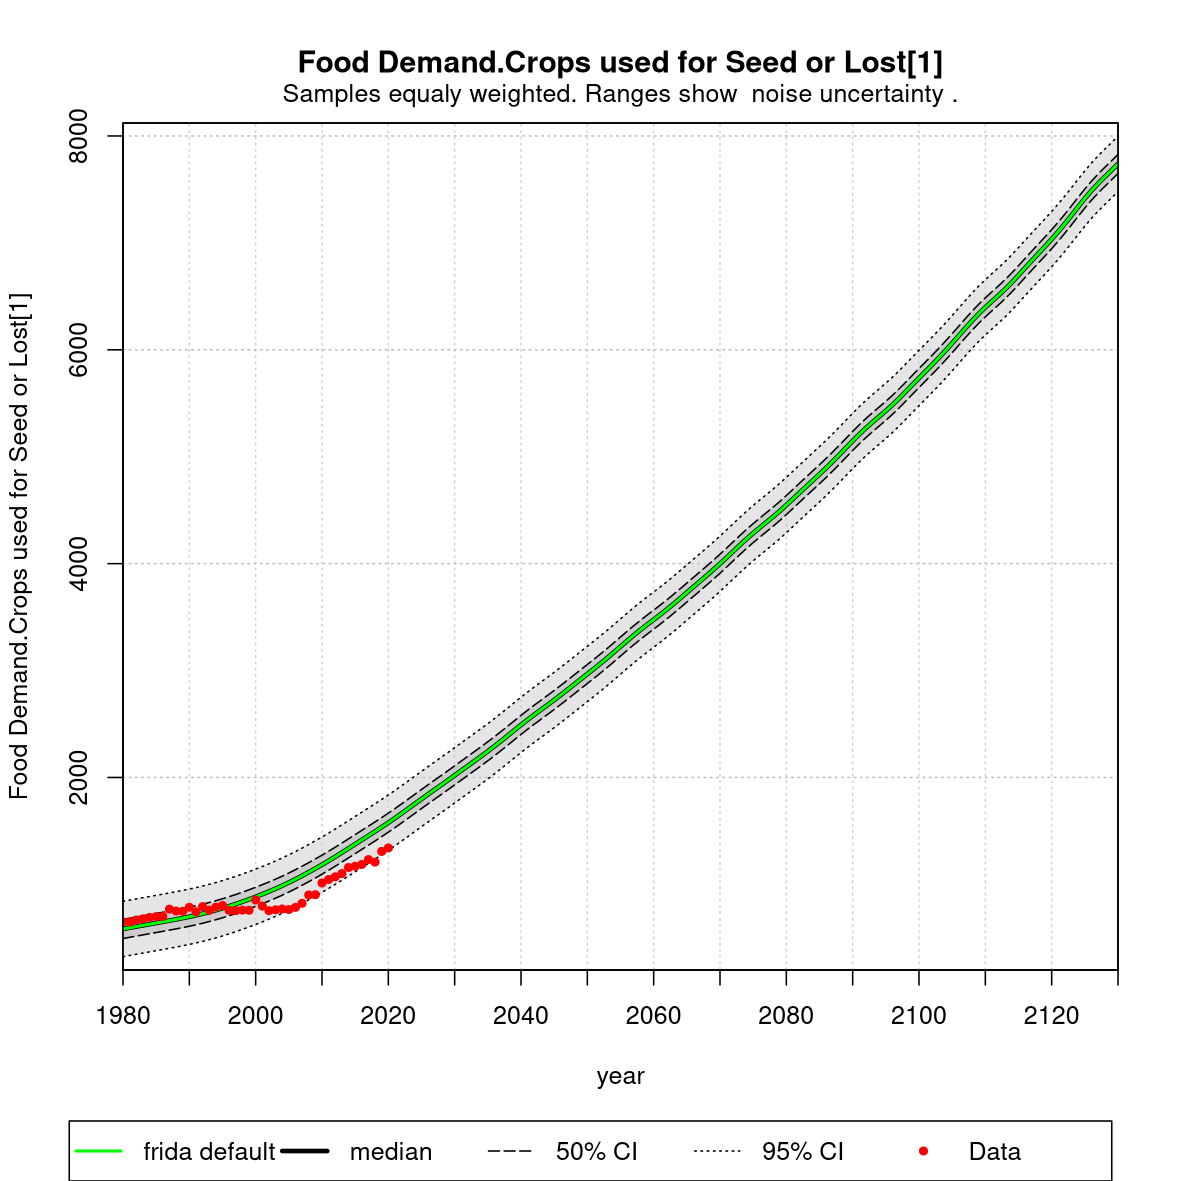 Food Demand.Crops used for Seed or Lost[1]
Samples equaly weighted. Ranges show  noise uncertainty .
Food Demand.Crops used for Seed or Lost[1]
8000
6000
4000
2000
1980 2000 2020 2040 2060 2080 2100 2120
year
frida default median 50% CI 95% CI Data